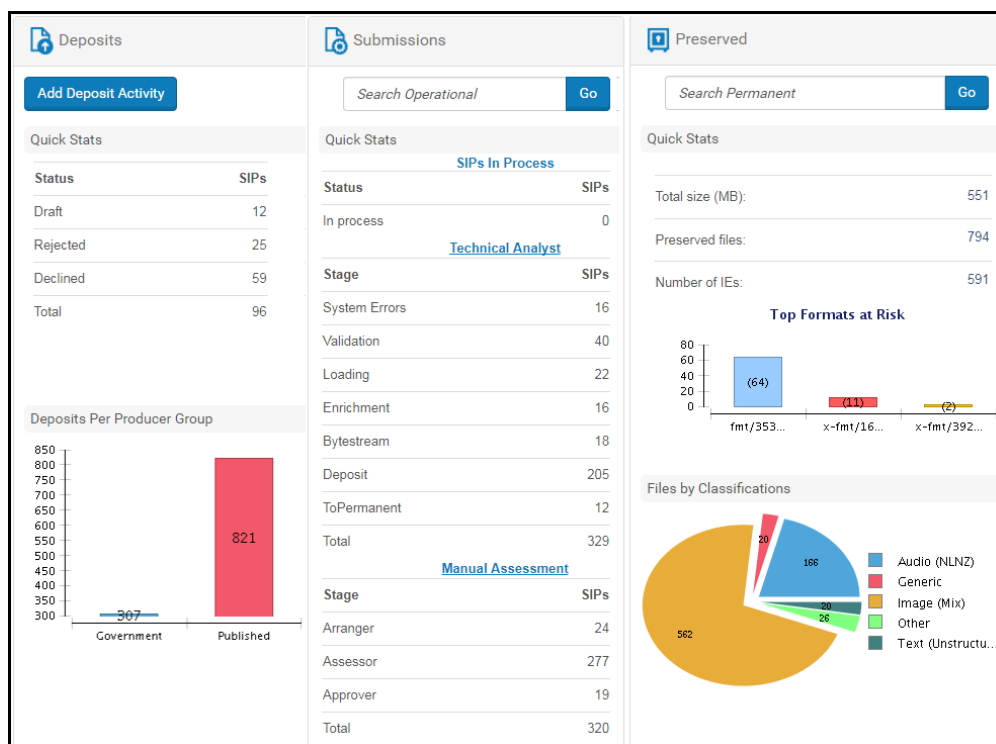 Deposits
Add Deposit Activity
Quick Stats
Status SIPs
Draft 12
Rejected 25
Declined 59
Total 96
Deposits Per Producer Group
850
800
750
700
650
600
550
500
450
400
350
300
821
307
Government Published
Submissions
Search Operational Go
Quick Stats
SIPs In Process
Status SIPs
In process 0
Technical Analyst
Stage SIPs
System Errors 16
Validation 40
Loading 22
Enrichment 16
Bytestream 18
Deposit 205
ToPermanent 12
Total 329
Manual Assessment
Stage SIPs
Arranger 24
Assessor 277
Approver 19
Total 320
Preserved
Search Permanent Go
Quick Stats
Total size (MB): 551
Preserved files: 794
Number of IEs: 591
Top Formats at Risk
80
60
40
20
0
(64)
(11)
(2)
fmt/353... x-fmt/16... x-fmt/392...
Files by Classifications
20
166
20
26
562
Audio (NLNZ)
Generic
Image (Mix)
Other
Text (Unstructu...